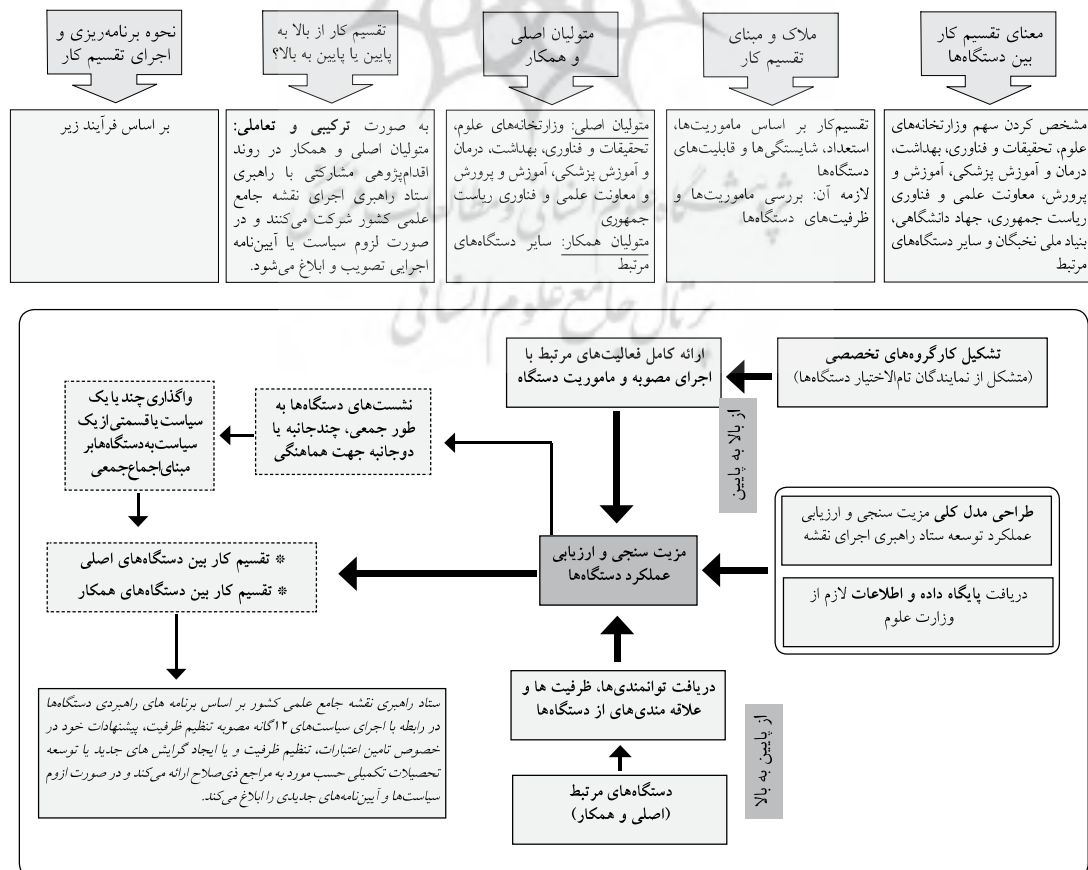 معنای تقسیم کار
بین دستگاه‌ها
ملاک و مبنای
تقسیم کار
متولیان اصلی
و همکار
تقسیم کار از بالا به
پایین یا پایین به بالا؟
نحوه برنامه‌ریزی و
اجرای تقسیم کار
مشخص کردن سهم وزارتخانه‌های
علوم، تحقیقات و فناوری، بهداشت،
درمان و آموزش پزشکی، آموزش و
پرورش، معاونت علمی و فناوری
ریاست جمهوری، جهاد دانشگاهی،
بنیاد ملی نخبگان و سایر دستگاه‌های
مرتبط
تقسیم‌کار بر اساس ماموریت‌ها،
استعداد، شایستگی‌ها و قابلیت‌های
دستگاه‌ها
لازمه آن: بررسی ماموریت‌ها و
ظرفیت‌های دستگاه‌ها
متولیان اصلی: وزارتخانه‌های علوم،
تحقیقات و فناوری، بهداشت، درمان
و آموزش پزشکی، آموزش و پرورش
و معاونت علمی و فناوری ریاست
جمهوری
متولیان همکار: سایر دستگاه‌های
مرتبط
به صورت ترکیبی و تعاملی:
متولیان اصلی و همکار در روند
اقدام‌پژوهی مشارکتی با راهبری
ستاد راهبری اجرای نقشه جامع
علمی کشور شرکت می‌کنند و در
صورت لزوم سیاست یا آیین‌نامه
اجرایی تصویب و ابلاغ می‌شود.
بر اساس فرآیند زیر
پژوهشگاه علوم انسانی و مطالعات فرهنگی
پرتال جامع علوم انسانی
تشکیل کارگروه‌های تخصصی
(متشکل از نمایندگان تام‌الاختیار دستگاه‌ها)
ارائه کامل فعالیت‌های مرتبط با
اجرای مصوبه و ماموریت دستگاه
از بالا به پایین
نشست‌های دستگاه‌ها به
طور جمعی، چندجانبه یا
دوجانبه جهت هماهنگی
واگذاری چند یا یک
سیاست یا قسمتی از یک
سیاست به دستگاه‌ها بر
مبنای اجماع جمعی
طراحی مدل کلی مزیت سنجی و ارزیابی
عملکرد توسعه ستاد راهبری اجرای نقشه
دریافت پایگاه داده و اطلاعات لازم از
وزارت علوم
مزیت سنجی و ارزیابی
عملکرد دستگاه‌ها
❊ تقسیم کار بین دستگاه‌های اصلی
❊ تقسیم کار بین دستگاه‌های همکار
دریافت توانمندی‌ها، ظرفیت ها و
علاقه مندی‌های از دستگاه‌ها
از پایین به بالا
دستگاه‌های مرتبط
(اصلی و همکار)
ستاد راهبری نقشه جامع علمی کشور بر اساس برنامه های راهبردی دستگاه‌ها
در رابطه با اجرای سیاست‌های ۱۲گانه مصوبه تنظیم ظرفیت، پیشنهادات خود در
خصوص تامین اعتبارات، تنظیم ظرفیت و یا ایجاد گرایش های جدید یا توسعه
تحصیلات تکمیلی حسب مورد به مراجع ذی‌صلاح ارائه می‌کند و در صورت ازوم
سیاست‌ها و آیین‌نامه‌های جدیدی را ابلاغ می‌کند.